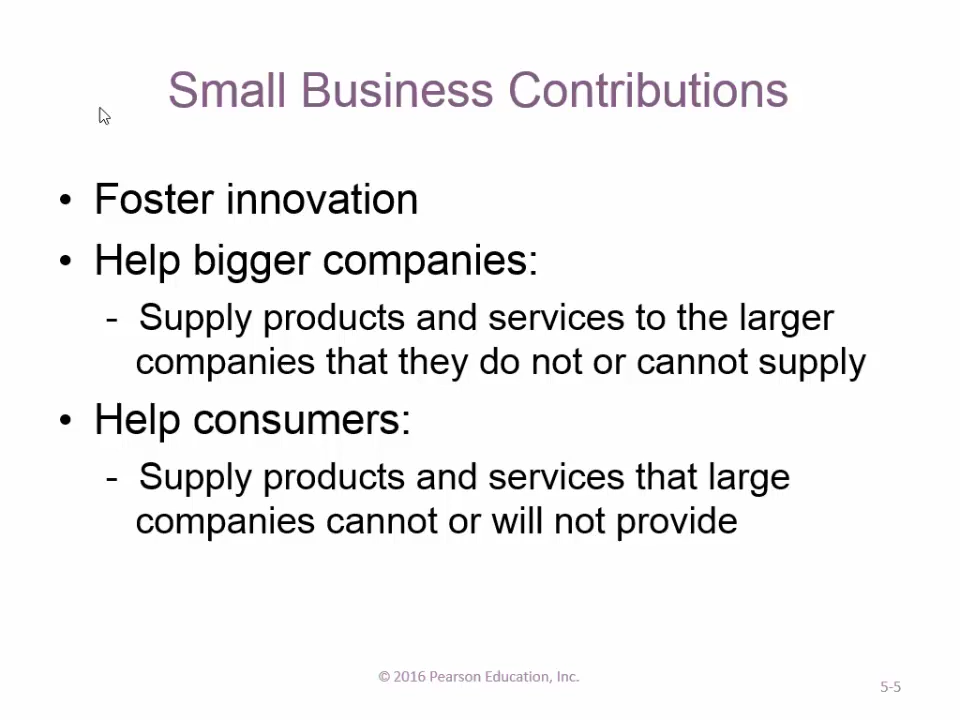 Small Business Contributions
• Foster innovation
• Help bigger companies:
- Supply products and services to the larger
companies that they do not or cannot supply
• Help consumers:
- Supply products and services that large
companies cannot or will not provide
© 2016 Pearson Education, Inc.
5-5